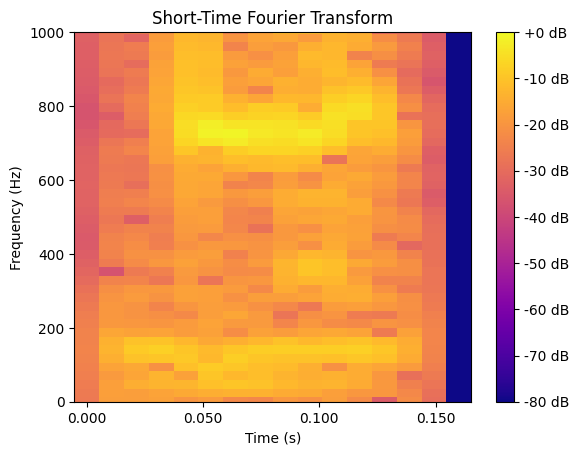 Short-Time Fourier Transform
1000
800
600
400
200
0
Frequency (Hz)
0.000
0.050
0.100
0.150
Time (s)
+0 dB
-10 dB
-20 dB
-30 dB
-40 dB
-50 dB
-60 dB
-70 dB
-80 dB